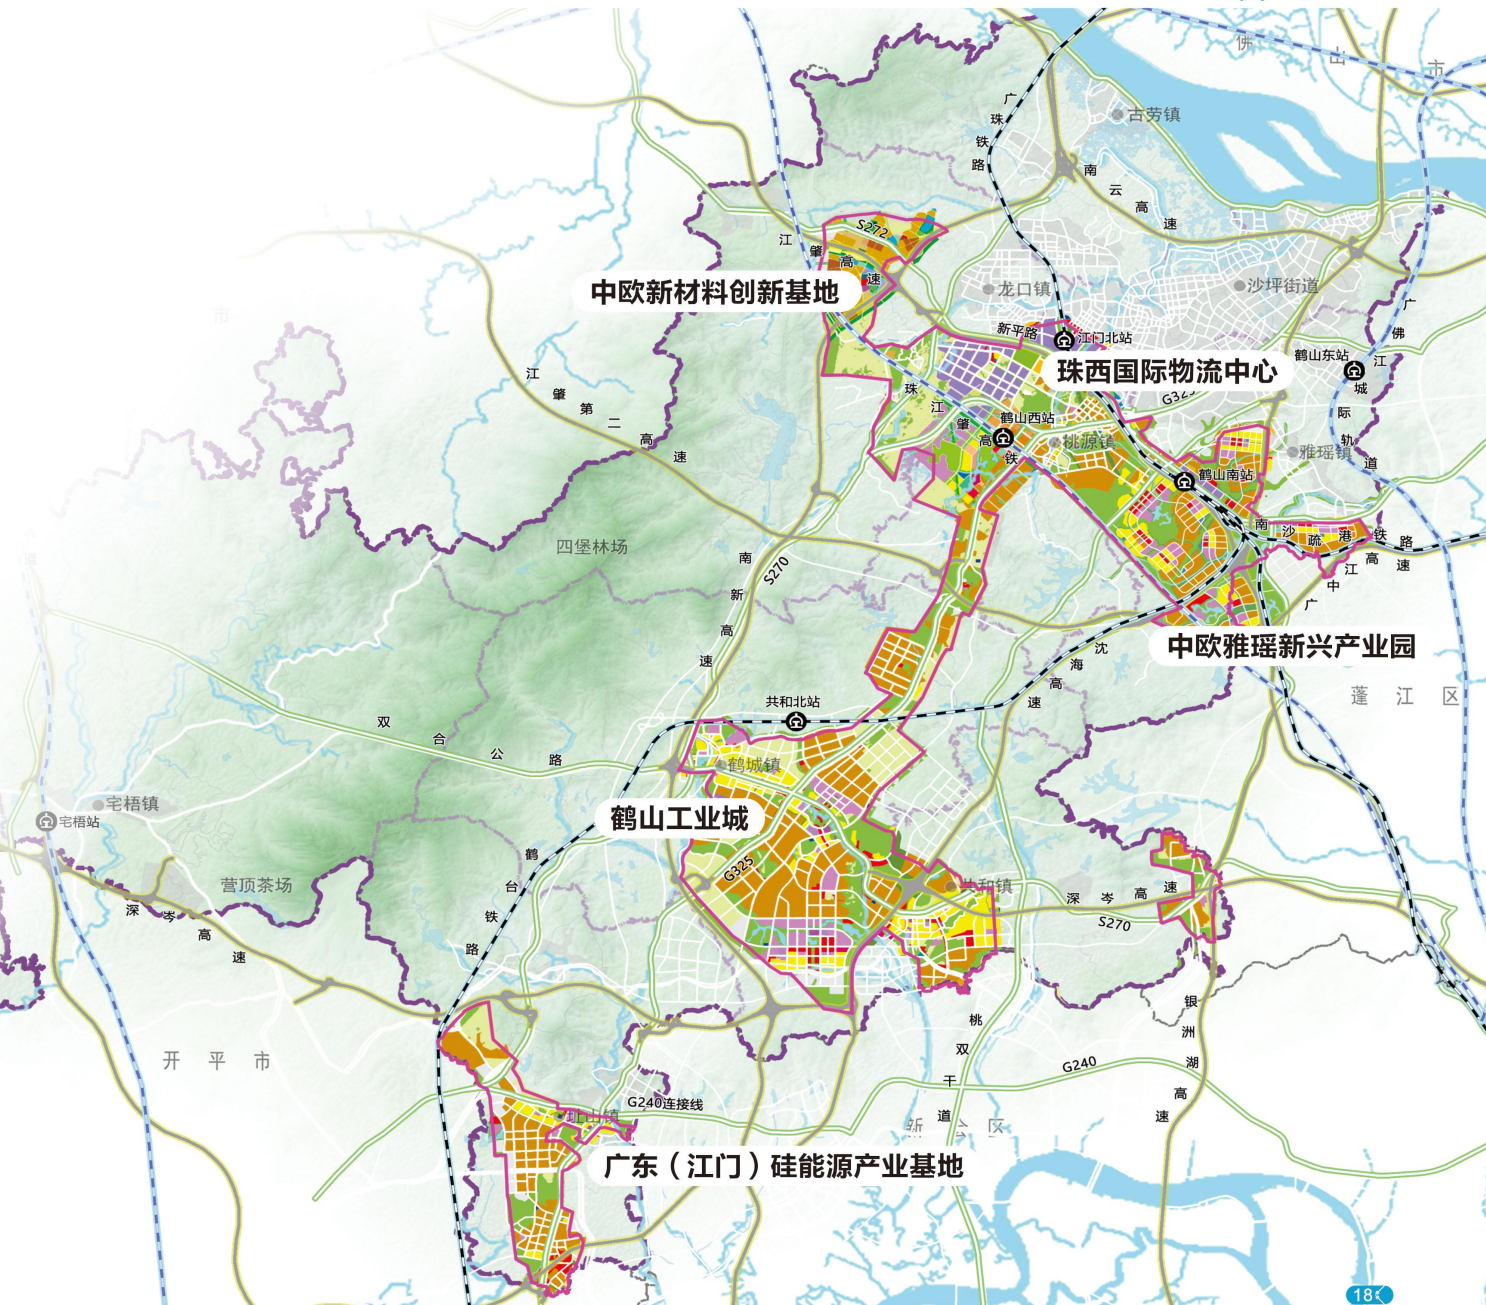 佛山市
古劳镇
广珠铁路
南云高速
S272
江肇高速
中欧新材料创新基地
龙口镇
沙坪街道
新平路
江门北站
珠西国际物流中心
鹤山东站
广佛江城际轨道
市
江肇第二高速
珠江肇高铁
鹤山西站
桃源镇
G325
雅瑶镇
鹤山南站
南沙疏港铁路
广中江高速
四堡林场
南新高速
S270
中欧雅瑶新兴产业园
沈海高速
蓬江区
共和北站
双合公路
鹤城镇
宅梧镇
宅梧站
鹤山工业城
G325
鹤台铁路
营顶茶场
共和镇
深岑高速
S270
深岑高速
银洲湖高速
开平市
桃双干道
G240
G240连接线
址山镇
新会区
广东（江门）硅能源产业基地
18